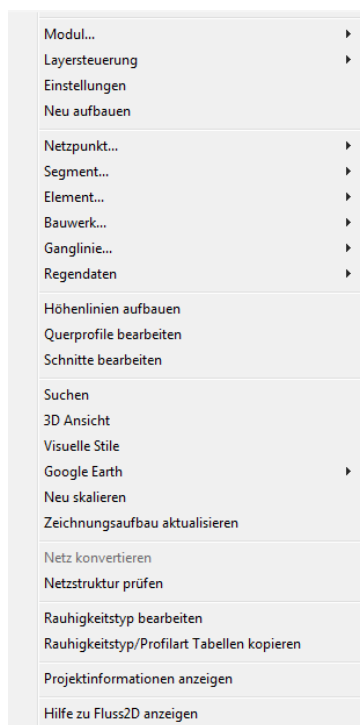 Modul...
Layersteuerung
Einstellungen
Neu aufbauen
Netzpunkt...
Segment...
Element...
Bauwerk...
Ganglinie...
Regendaten
Höhenlinien aufbauen
Querprofile bearbeiten
Schnitte bearbeiten
Suchen
3D Ansicht
Visuelle Stile
Google Earth
Neu skalieren
Zeichnungsaufbau aktualisieren
Netz konvertieren
Netzstruktur prüfen
Rauhigkeitstyp bearbeiten
Rauhigkeitstyp/Profilart Tabellen kopieren
Projektinformationen anzeigen
Hilfe zu Fluss2D anzeigen